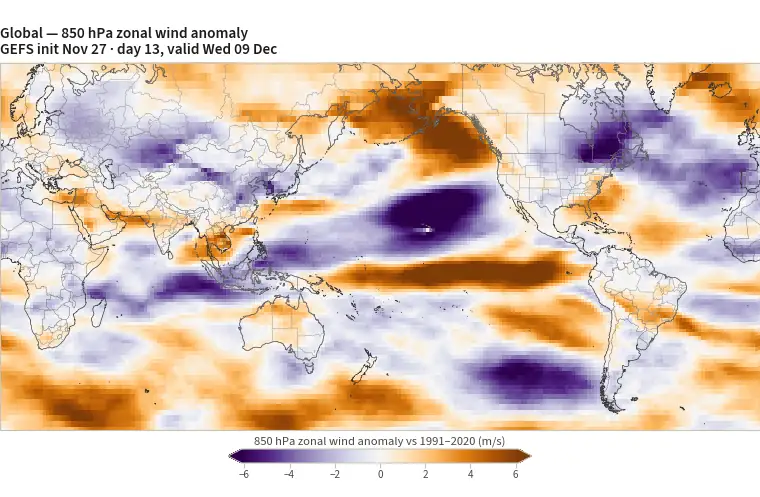 Global — 850 hPa zonal wind anomaly
GEFS init Nov 27 · day 13, valid Wed 09 Dec
850 hPa zonal wind anomaly vs 1991–2020 (m/s)
−6 −4 −2 0 2 4 6